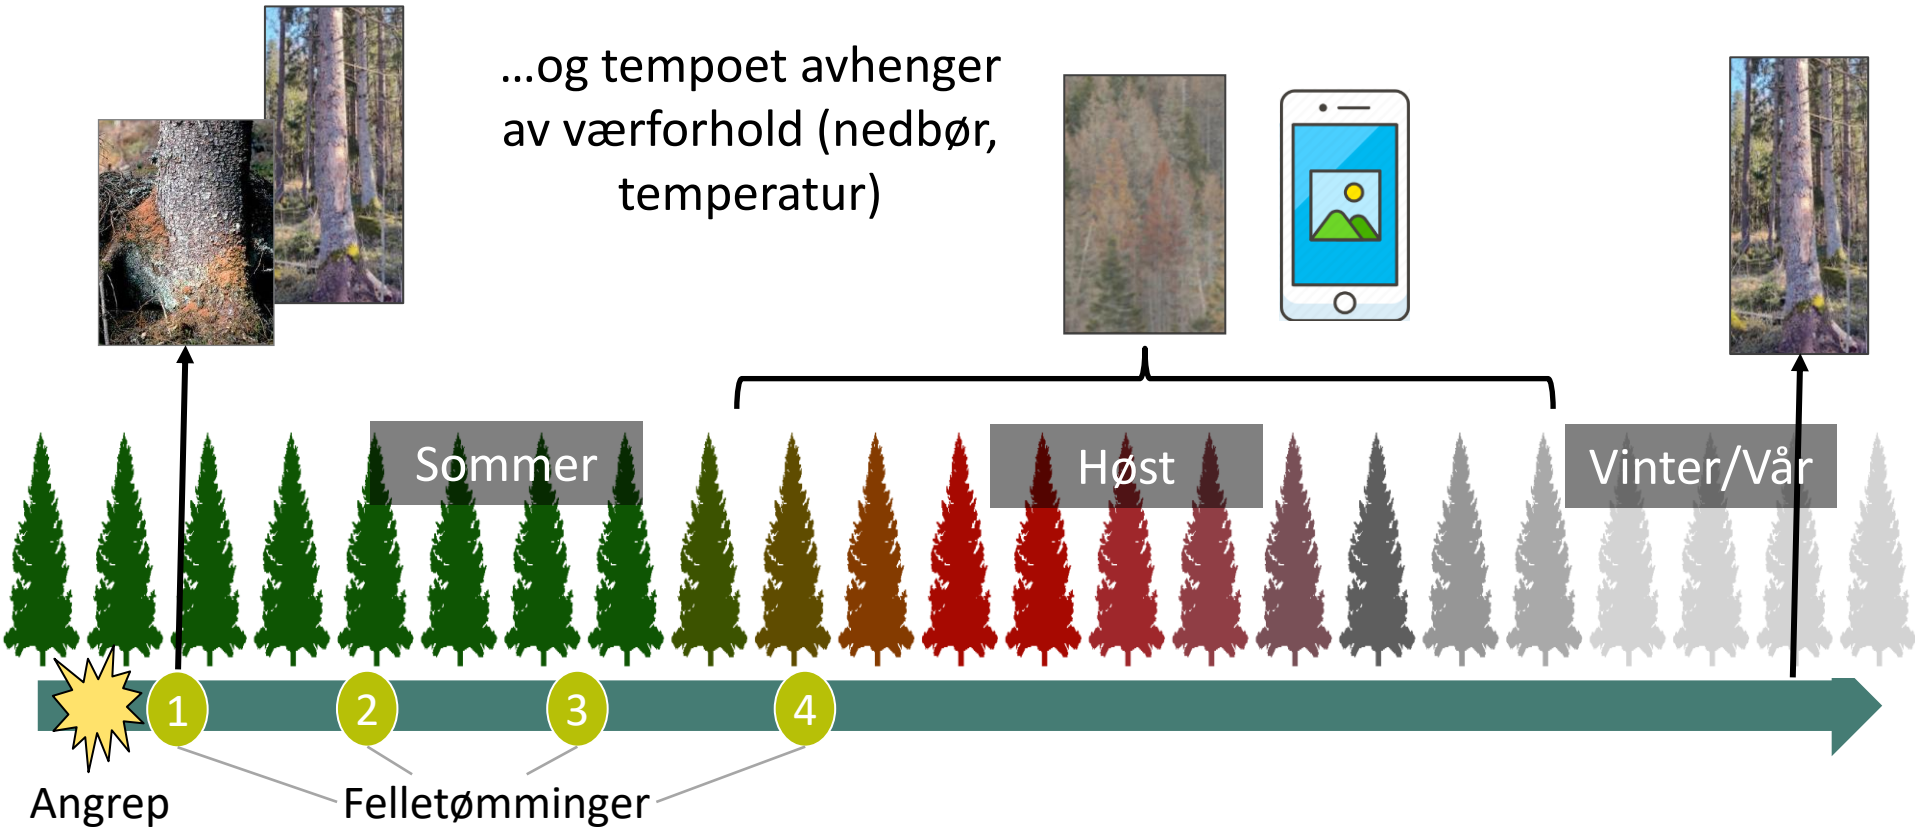 ...og tempoet avhenger
av værforhold (nedbør,
temperatur)
Sommer
Høst
Vinter/Vår
1
2
3
4
Angrep
Felletømminger